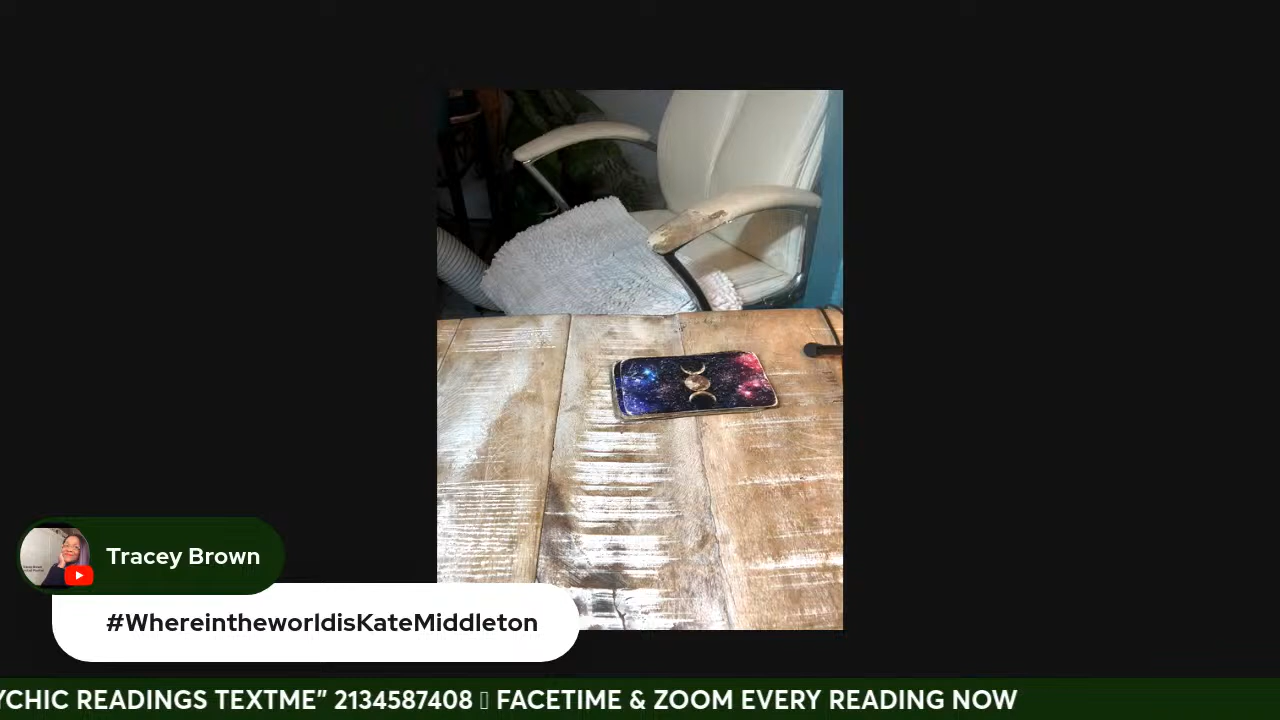 Tracey Brown
#WhereintheworldisKateMiddleton
YCHIC READINGS TEXTME” 2134587408 ▯ FACETIME & ZOOM EVERY READING NOW